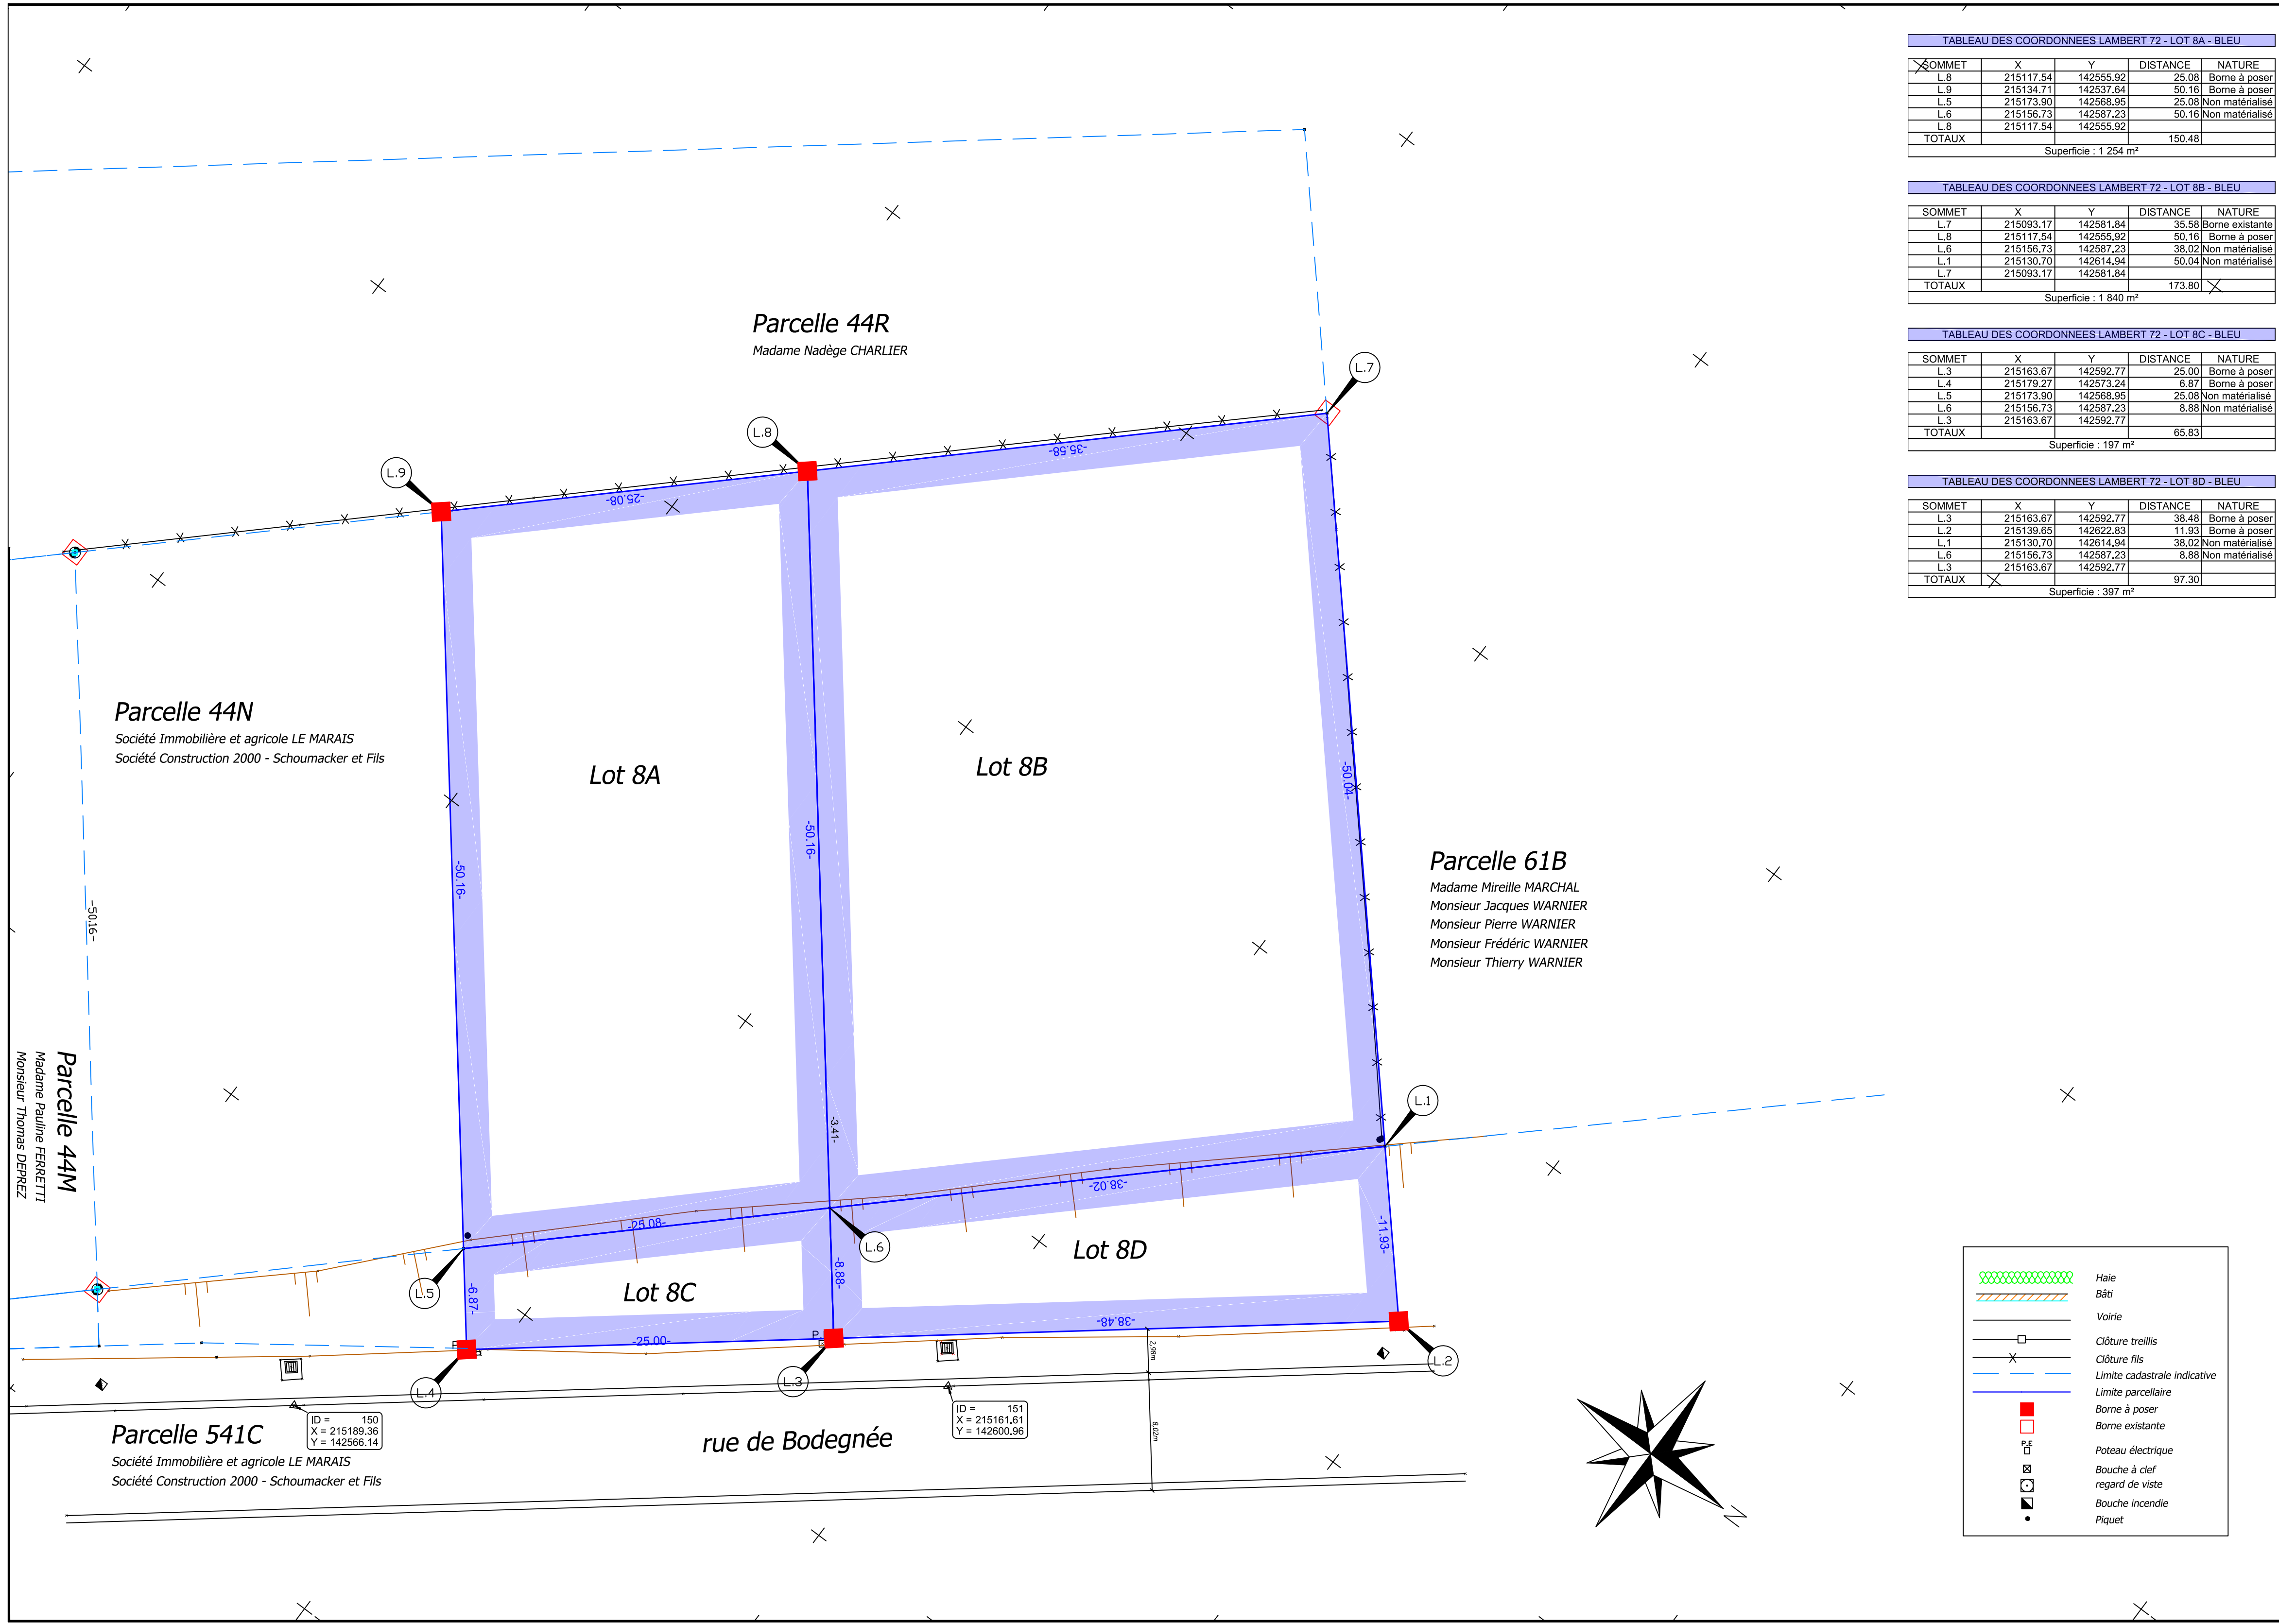 TABLEAU DES COORDONNEES LAMBERT 72 - LOT 8A - BLEU
SOMMET X Y DISTANCE NATURE
L.8 215117.54 142555.92 25.08 Borne à poser
L.9 215134.71 142537.64 50.16 Borne à poser
L.5 215173.90 142568.95 25.08 Non matérialisé
L.6 215156.73 142587.23 50.16 Non matérialisé
L.8 215117.54 142555.92
TOTAUX 150.48
Superficie : 1 254 m²
TABLEAU DES COORDONNEES LAMBERT 72 - LOT 8B - BLEU
SOMMET X Y DISTANCE NATURE
L.7 215093.17 142581.84 35.58 Borne existante
L.8 215117.54 142555.92 50.16 Borne à poser
L.6 215156.73 142587.23 38.02 Non matérialisé
L.1 215130.70 142614.94 50.04 Non matérialisé
L.7 215093.17 142581.84
TOTAUX 173.80
Superficie : 1 840 m²
TABLEAU DES COORDONNEES LAMBERT 72 - LOT 8C - BLEU
SOMMET X Y DISTANCE NATURE
L.3 215163.67 142592.77 25.00 Borne à poser
L.4 215179.27 142573.24 6.87 Borne à poser
L.5 215173.90 142568.95 25.08 Non matérialisé
L.6 215156.73 142587.23 8.88 Non matérialisé
L.3 215163.67 142592.77
TOTAUX 65.83
Superficie : 197 m²
TABLEAU DES COORDONNEES LAMBERT 72 - LOT 8D - BLEU
SOMMET X Y DISTANCE NATURE
L.3 215163.67 142592.77 38.48 Borne à poser
L.2 215139.65 142622.83 11.93 Borne à poser
L.1 215130.70 142614.94 38.02 Non matérialisé
L.6 215156.73 142587.23 8.88 Non matérialisé
L.3 215163.67 142592.77
TOTAUX 97.30
Superficie : 397 m²
Parcelle 44R
Madame Nadège CHARLIER
L.7
L.8
L.9
-35.58-
-25.08-
Parcelle 44N
Société Immobilière et agricole LE MARAIS
Société Construction 2000 - Schoumacker et Fils
Lot 8A
Lot 8B
-50.16-
-50.16-
-50.16-
-50.04-
Parcelle 61B
Madame Mireille MARCHAL
Monsieur Jacques WARNIER
Monsieur Pierre WARNIER
Monsieur Frédéric WARNIER
Monsieur Thierry WARNIER
Parcelle 44M
Madame Pauline FERRETTI
Monsieur Thomas DEPREZ
-3.41-
L.1
-38.02-
-25.08-
L.6
L.5
Lot 8C
Lot 8D
-6.87-
-8.88-
-11.93-
-25.00-
-38.48-
P
P
L.4
L.3
L.2
2,98m
8,02m
ID = 150
X = 215189.36
Y = 142566.14
ID = 151
X = 215161.61
Y = 142600.96
Parcelle 541C
Société Immobilière et agricole LE MARAIS
Société Construction 2000 - Schoumacker et Fils
rue de Bodegnée
N
Haie
Bâti
Voirie
Clôture treillis
Clôture fils
Limite cadastrale indicative
Limite parcellaire
Borne à poser
Borne existante
P.E Poteau électrique
Bouche à clef
regard de viste
Bouche incendie
Piquet